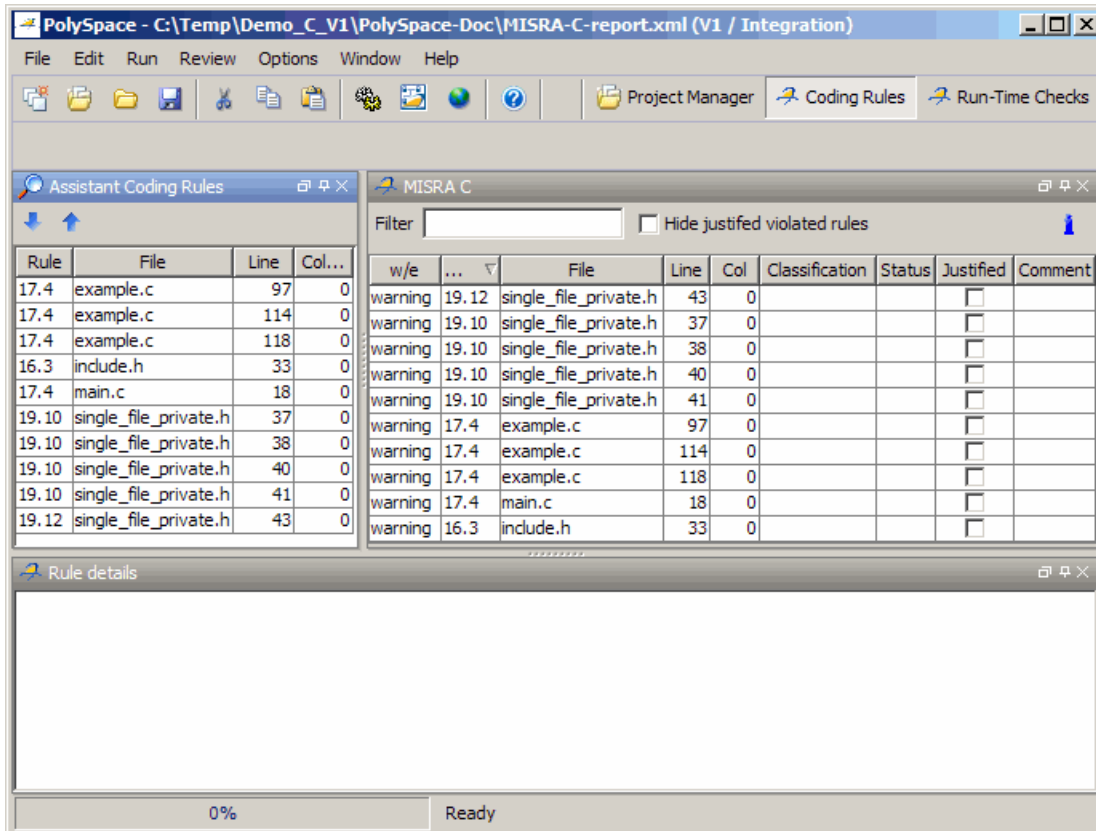 PolySpace - C:\Temp\Demo_C_V1\PolySpace-Doc\MISRA-C-report.xml (V1 / Integration)
File Edit Run Review Options Window Help
Project Manager Coding Rules Run-Time Checks
Assistant Coding Rules
Rule File Line Col...
17.4 example.c 97 0
17.4 example.c 114 0
17.4 example.c 118 0
16.3 include.h 33 0
17.4 main.c 18 0
19.10 single_file_private.h 37 0
19.10 single_file_private.h 38 0
19.10 single_file_private.h 40 0
19.10 single_file_private.h 41 0
19.12 single_file_private.h 43 0
MISRA C
Filter Hide justifed violated rules
w/e ... File Line Col Classification Status Justified Comment
warning 19.12 single_file_private.h 43 0
warning 19.10 single_file_private.h 37 0
warning 19.10 single_file_private.h 38 0
warning 19.10 single_file_private.h 40 0
warning 19.10 single_file_private.h 41 0
warning 17.4 example.c 97 0
warning 17.4 example.c 114 0
warning 17.4 example.c 118 0
warning 17.4 main.c 18 0
warning 16.3 include.h 33 0
Rule details
0% Ready